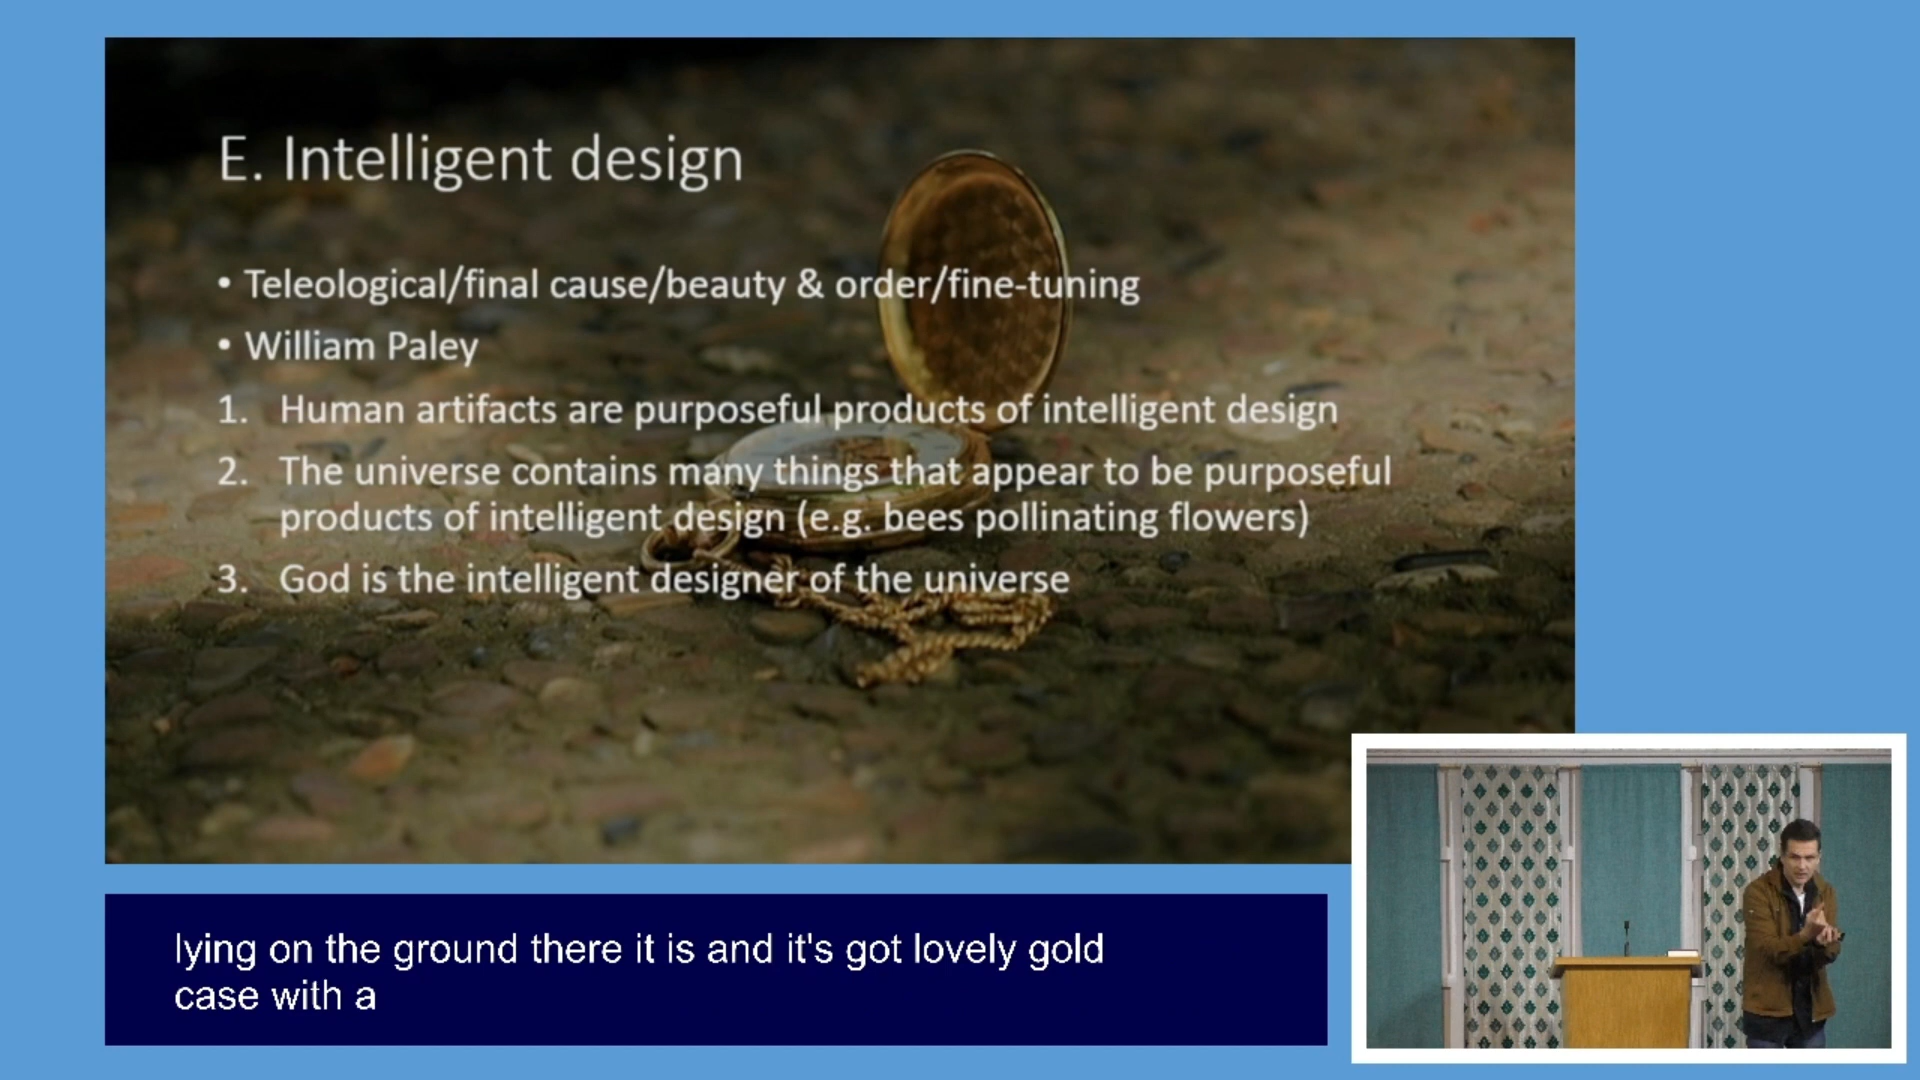 E. Intelligent design
• Teleological/final cause/beauty & order/fine-tuning
• William Paley
1. Human artifacts are purposeful products of intelligent design
2. The universe contains many things that appear to be purposeful
products of intelligent design (e.g. bees pollinating flowers)
3. God is the intelligent designer of the universe
lying on the ground there it is and it's got lovely gold
case with a